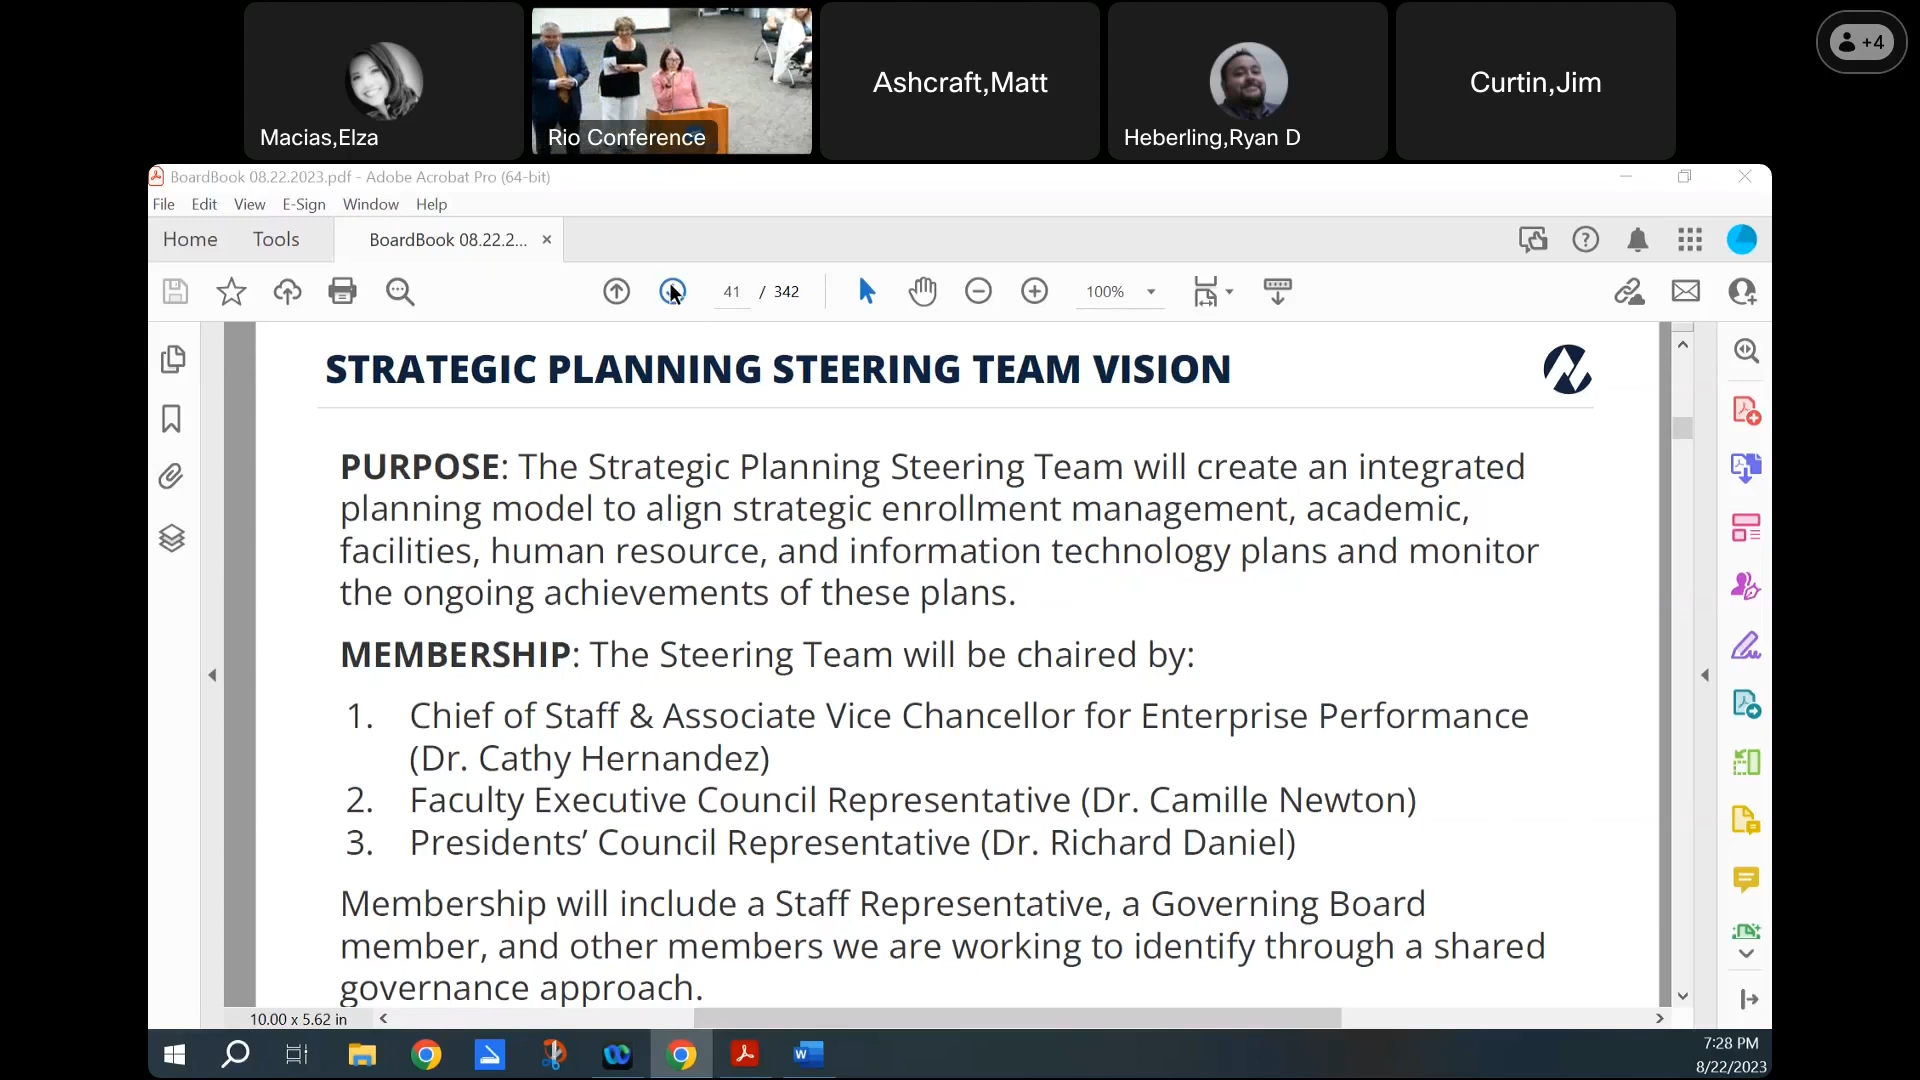 +4
Macias,Elza
Rio Conference
Ashcraft,Matt
Heberling,Ryan D
Curtin,Jim
BoardBook 08.22.2023.pdf - Adobe Acrobat Pro (64-bit)
File Edit View E-Sign Window Help
Home Tools BoardBook 08.22.2... ×
41 / 342 100%
STRATEGIC PLANNING STEERING TEAM VISION
PURPOSE: The Strategic Planning Steering Team will create an integrated
planning model to align strategic enrollment management, academic,
facilities, human resource, and information technology plans and monitor
the ongoing achievements of these plans.
MEMBERSHIP: The Steering Team will be chaired by:
1. Chief of Staff & Associate Vice Chancellor for Enterprise Performance
(Dr. Cathy Hernandez)
2. Faculty Executive Council Representative (Dr. Camille Newton)
3. Presidents’ Council Representative (Dr. Richard Daniel)
Membership will include a Staff Representative, a Governing Board
member, and other members we are working to identify through a shared
governance approach.
10.00 x 5.62 in
7:28 PM
8/22/2023